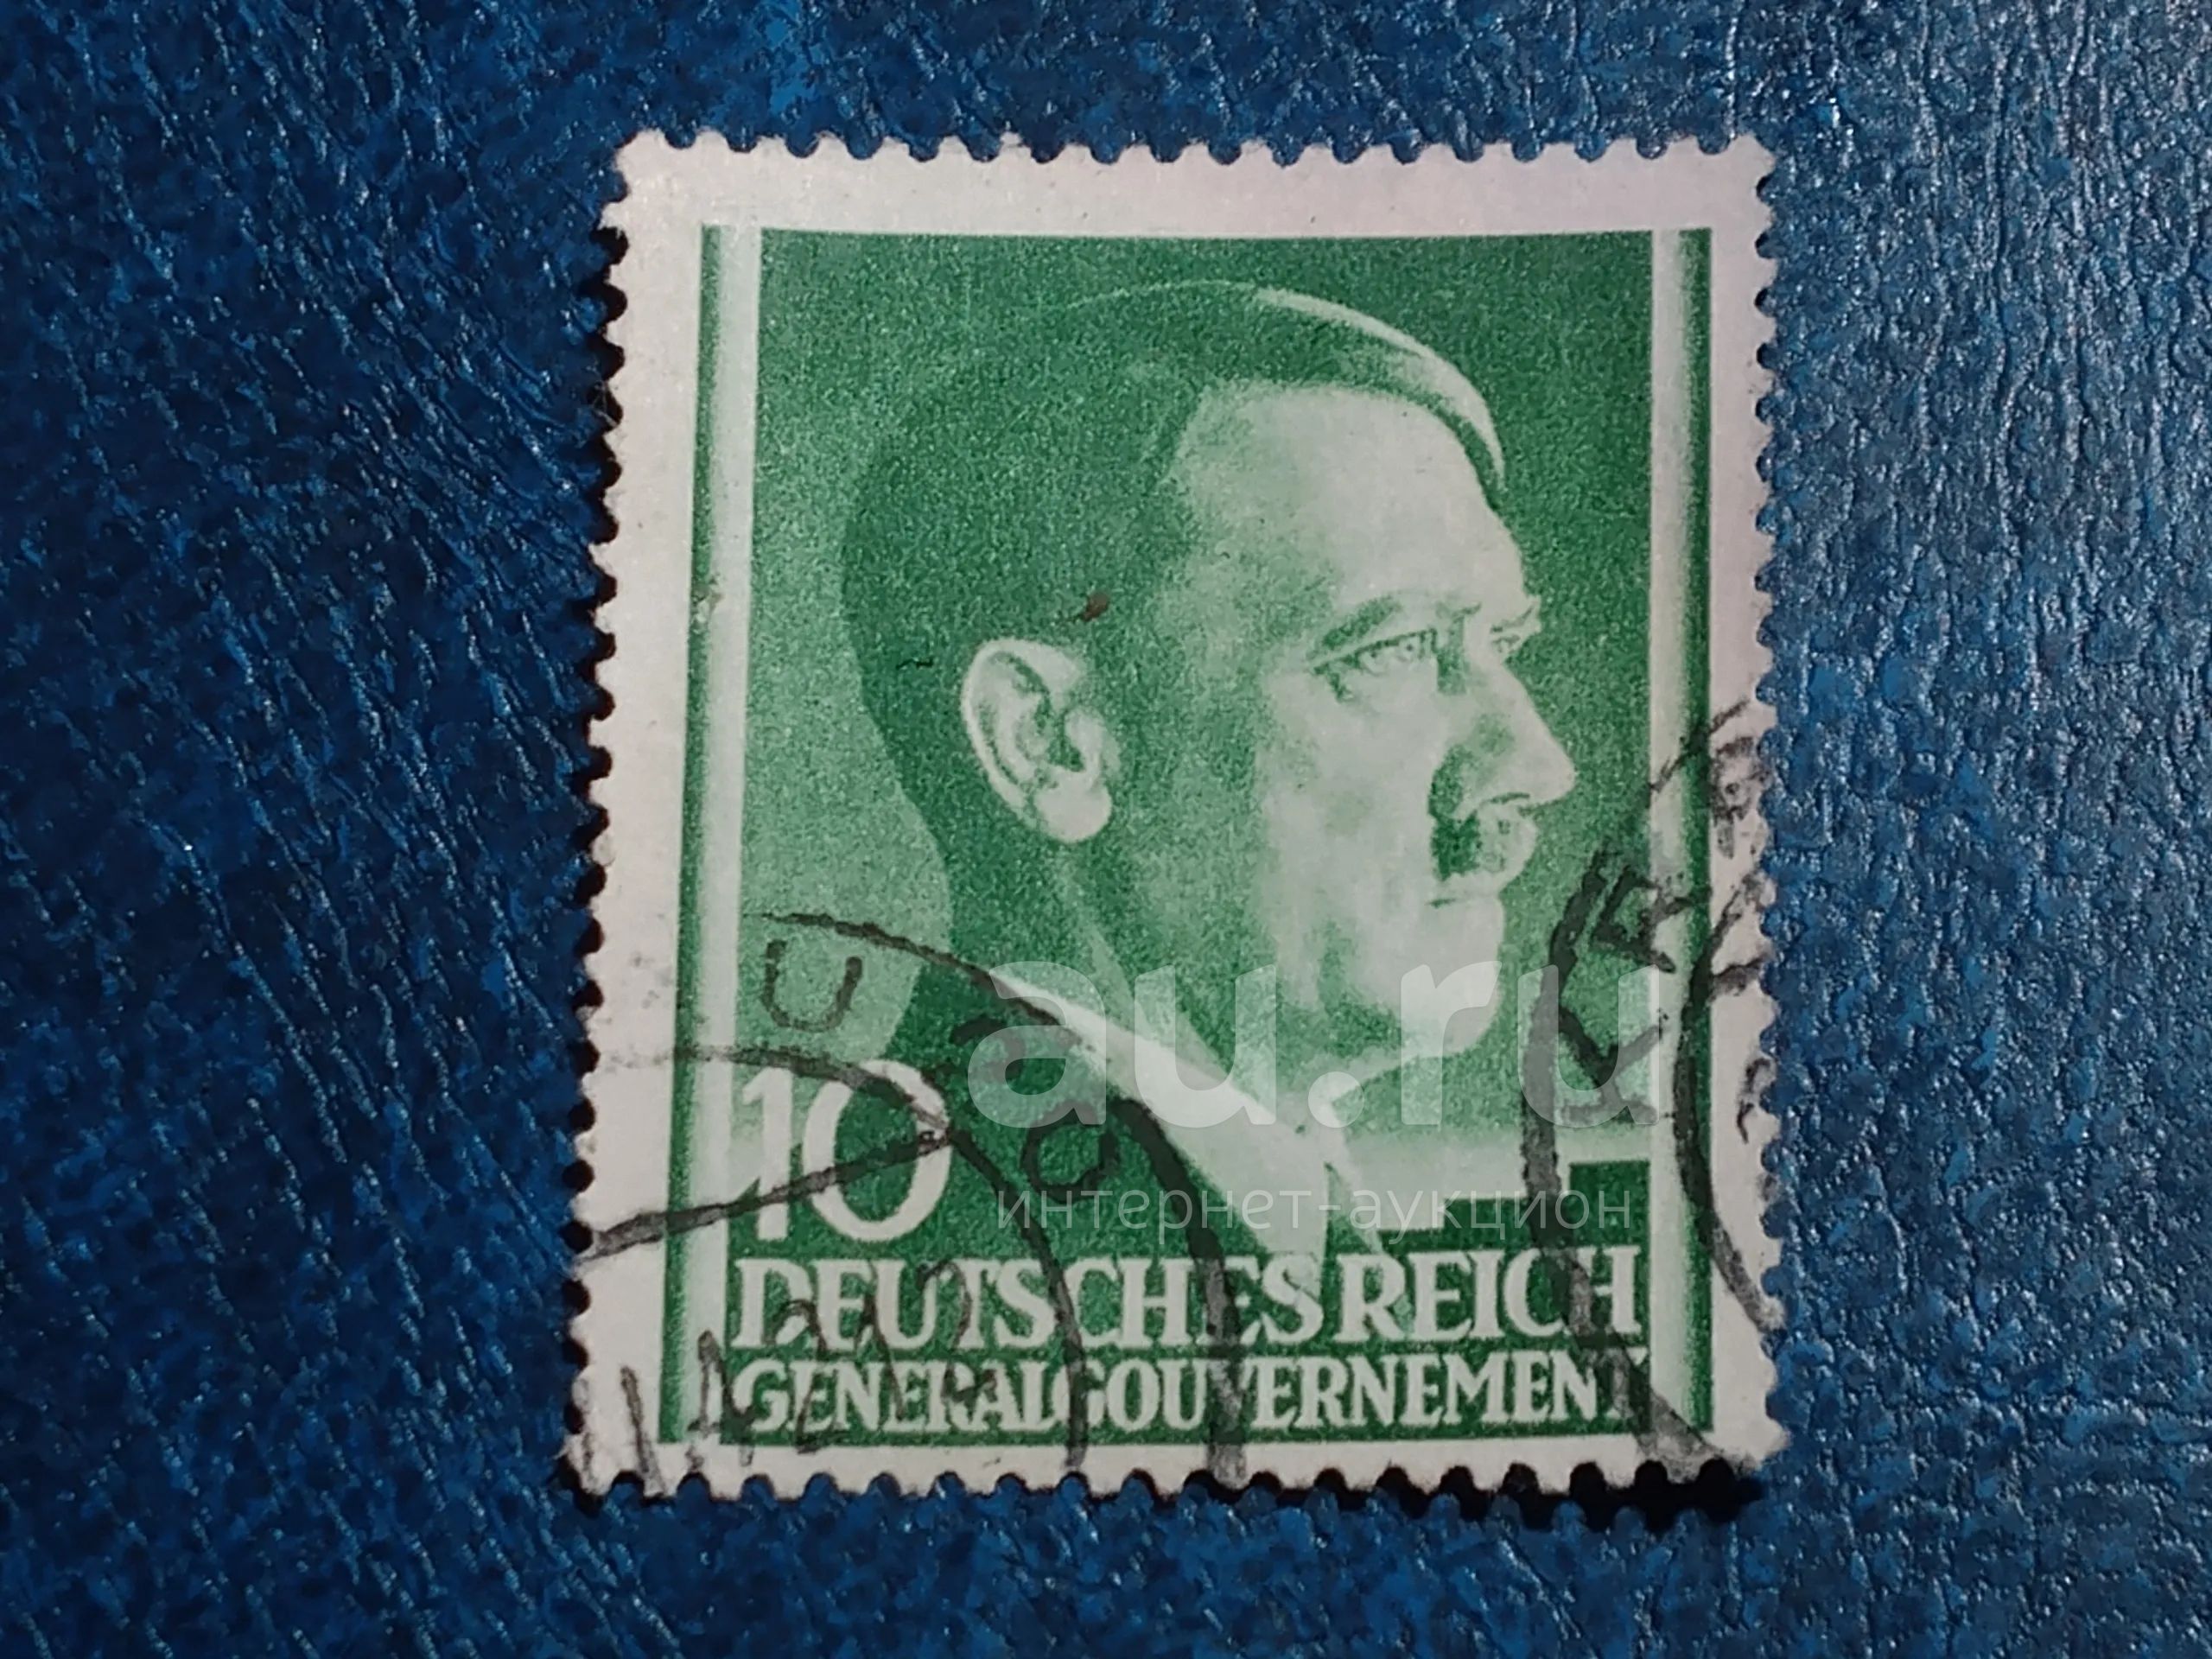 10
DEUTSCHES REICH
GENERALGOUVERNEMENT
au.ru
интернет-аукцион